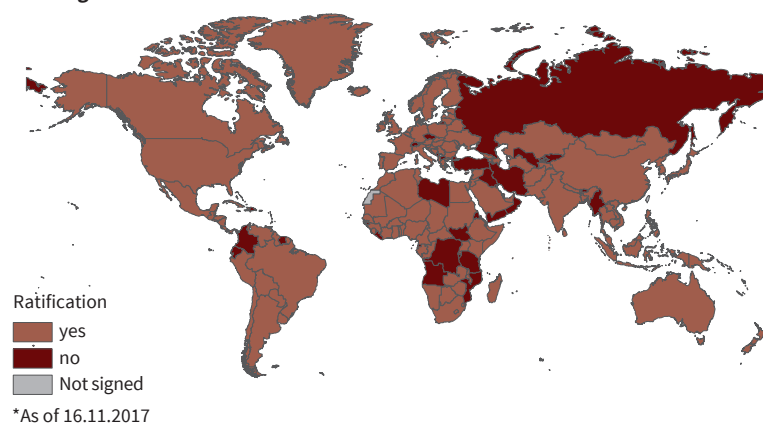 Ratification
yes
no
Not signed
*As of 16.11.2017